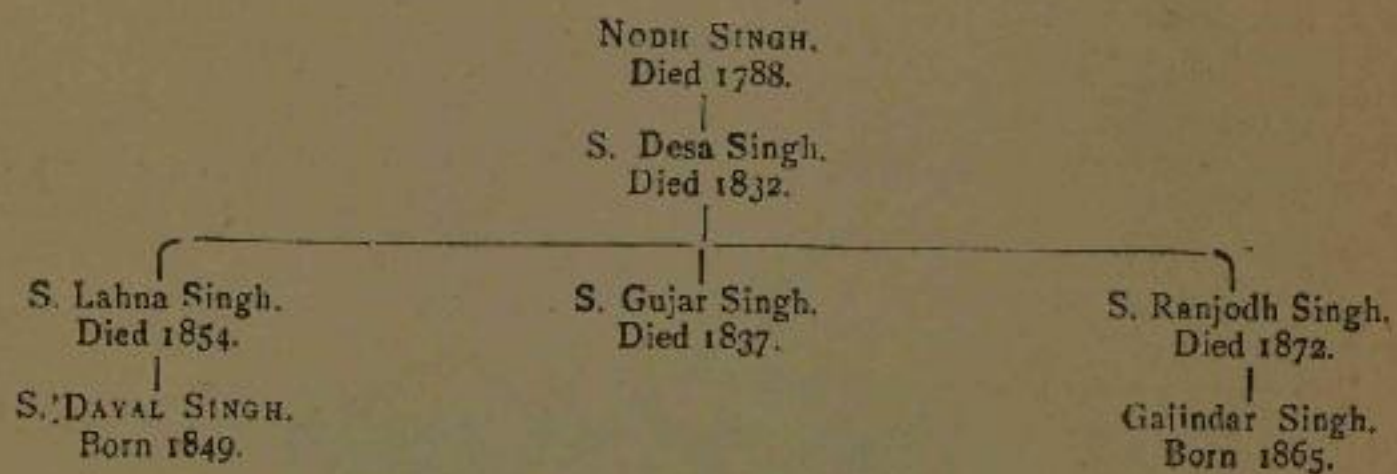 NODH SINGH.
Died 1788.
S. Desa Singh.
Died 1832.
S. Lahna Singh.
Died 1854.
S. Gujar Singh.
Died 1837.
S. Ranjodh Singh.
Died 1872.
S. DAYAL SINGH.
Born 1849.
Gajindar Singh.
Born 1865.